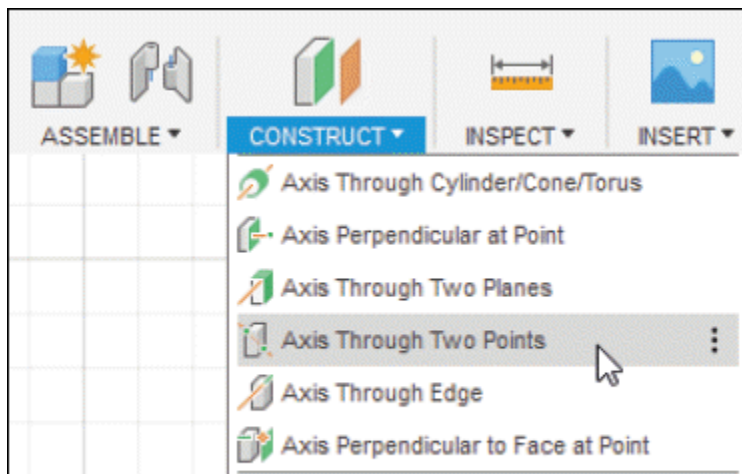 ASSEMBLE CONSTRUCT INSPECT INSERT
Axis Through Cylinder/Cone/Torus
Axis Perpendicular at Point
Axis Through Two Planes
Axis Through Two Points
Axis Through Edge
Axis Perpendicular to Face at Point